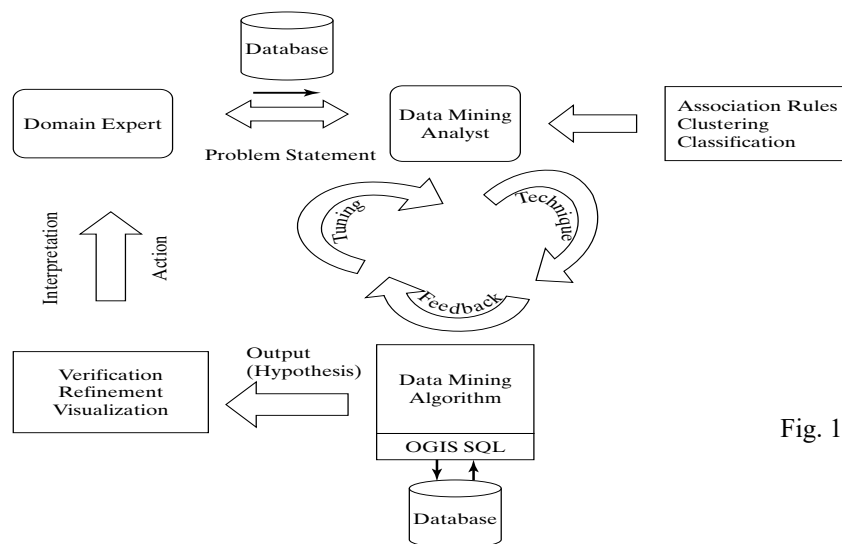 Database
Domain Expert
Data Mining
Analyst
Association Rules
Clustering
Classification
Problem Statement
Tuning
Technique
Feedback
Interpretation
Action
Verification
Refinement
Visualization
Output
(Hypothesis)
Data Mining
Algorithm
OGIS SQL
Database
Fig. 1